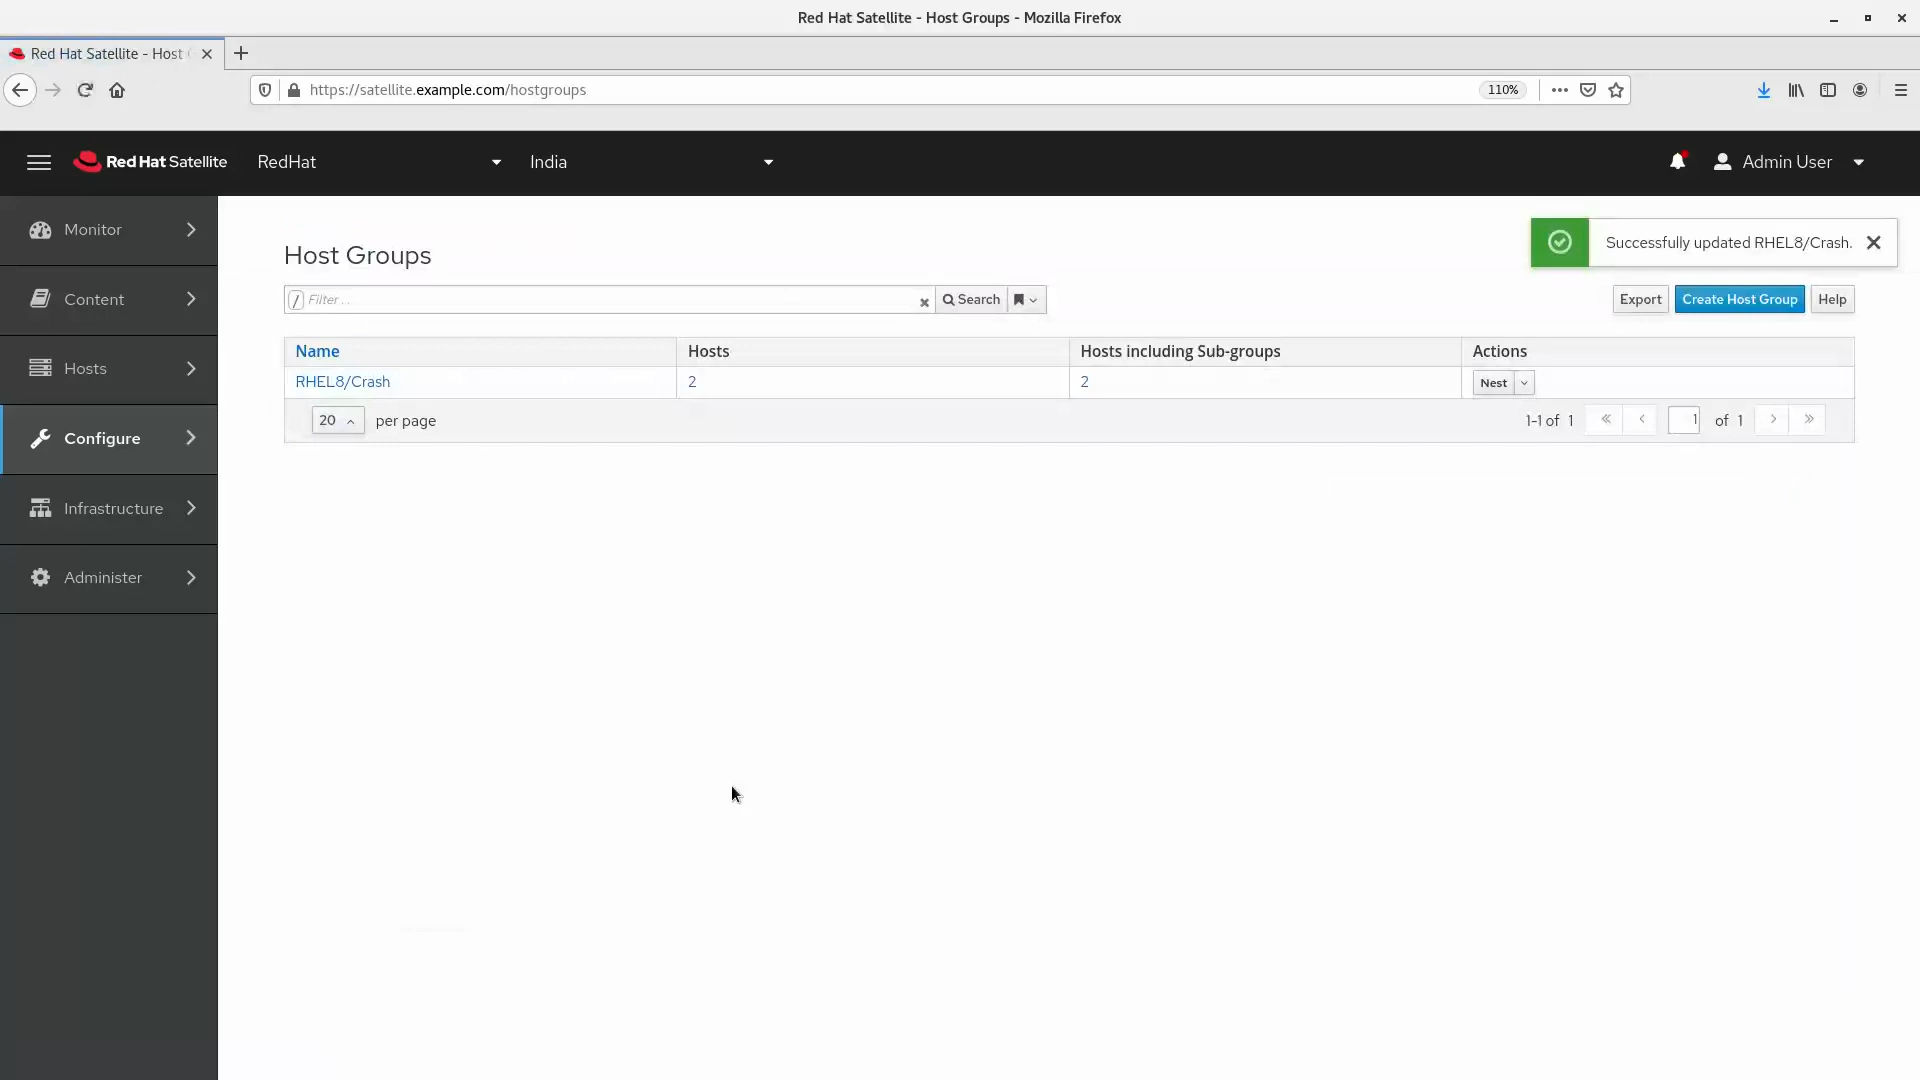 Red Hat Satellite - Host Groups - Mozilla Firefox
Red Hat Satellite - Host
https://satellite.example.com/hostgroups
110%
Red Hat Satellite
RedHat
India
Admin User
Monitor
Content
Hosts
Configure
Infrastructure
Administer
Successfully updated RHEL8/Crash.
Host Groups
/ Filter ...
Search
Export
Create Host Group
Help
Name Hosts Hosts including Sub-groups Actions
RHEL8/Crash 2 2 Nest
20 per page 1-1 of 1 « ‹ 1 of 1 › »